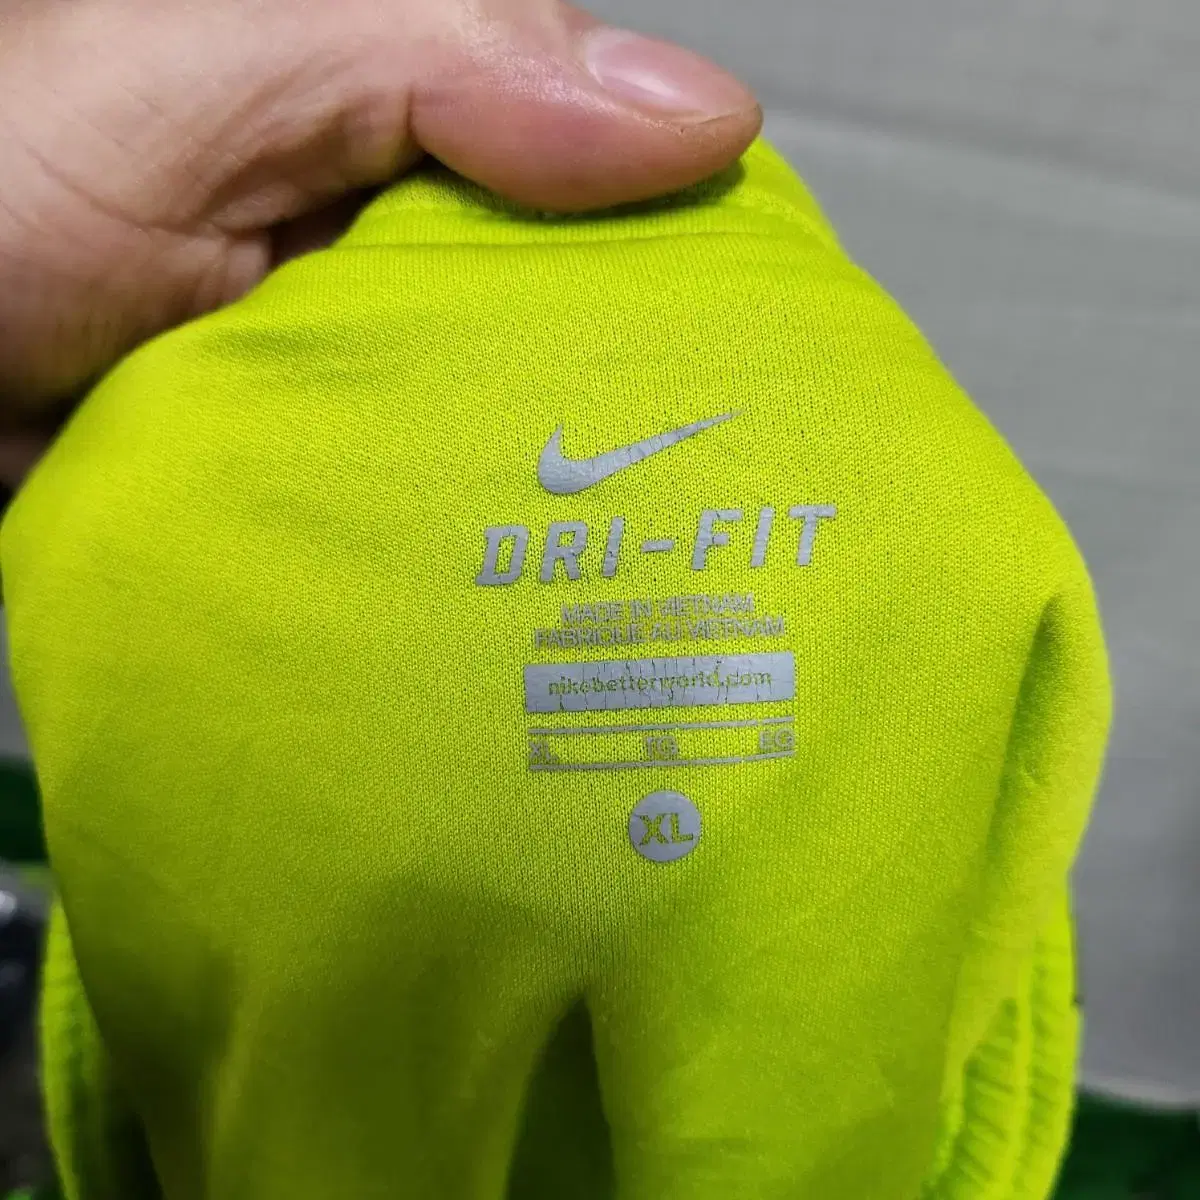 DRI-FIT
MADE IN VIETNAM
FABRIQUE AU VIETNAM
nikebetterworld.com
XL TG EG
XL